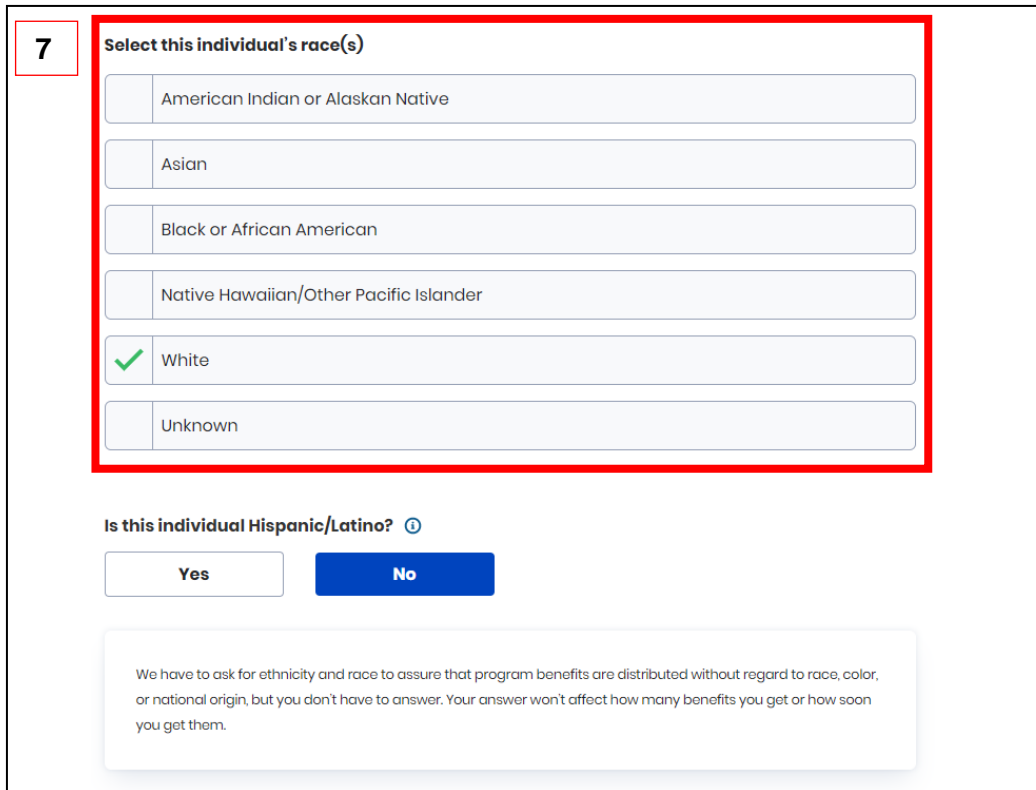 7
Select this individual's race(s)
American Indian or Alaskan Native
Asian
Black or African American
Native Hawaiian/Other Pacific Islander
White
Unknown
Is this individual Hispanic/Latino?
Yes
No
We have to ask for ethnicity and race to assure that program benefits are distributed without regard to race, color,
or national origin, but you don't have to answer. Your answer won't affect how many benefits you get or how soon
you get them.